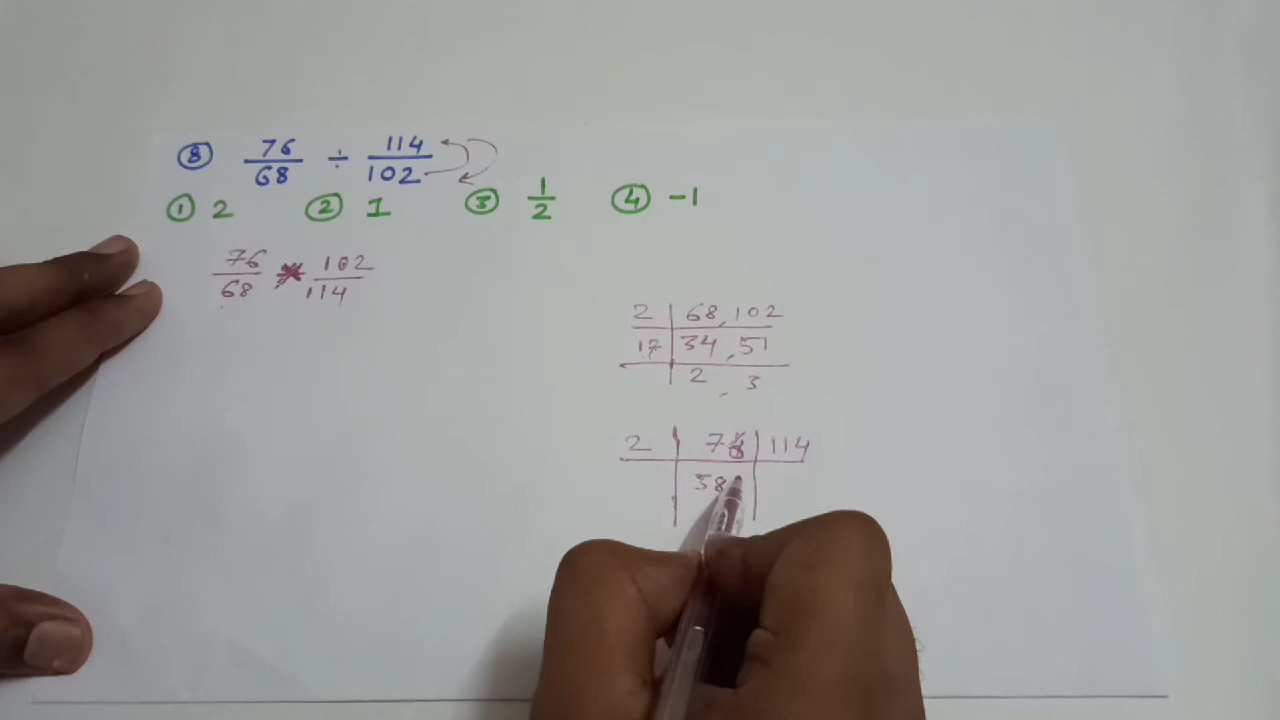 ⑧ 76/68 ÷ 114/102
① 2 ② 1 ③ 1/2 ④ -1
76/68 * 102/114
2 | 68, 102
17 | 34, 51
2, 3
2 | 76 | 114
58